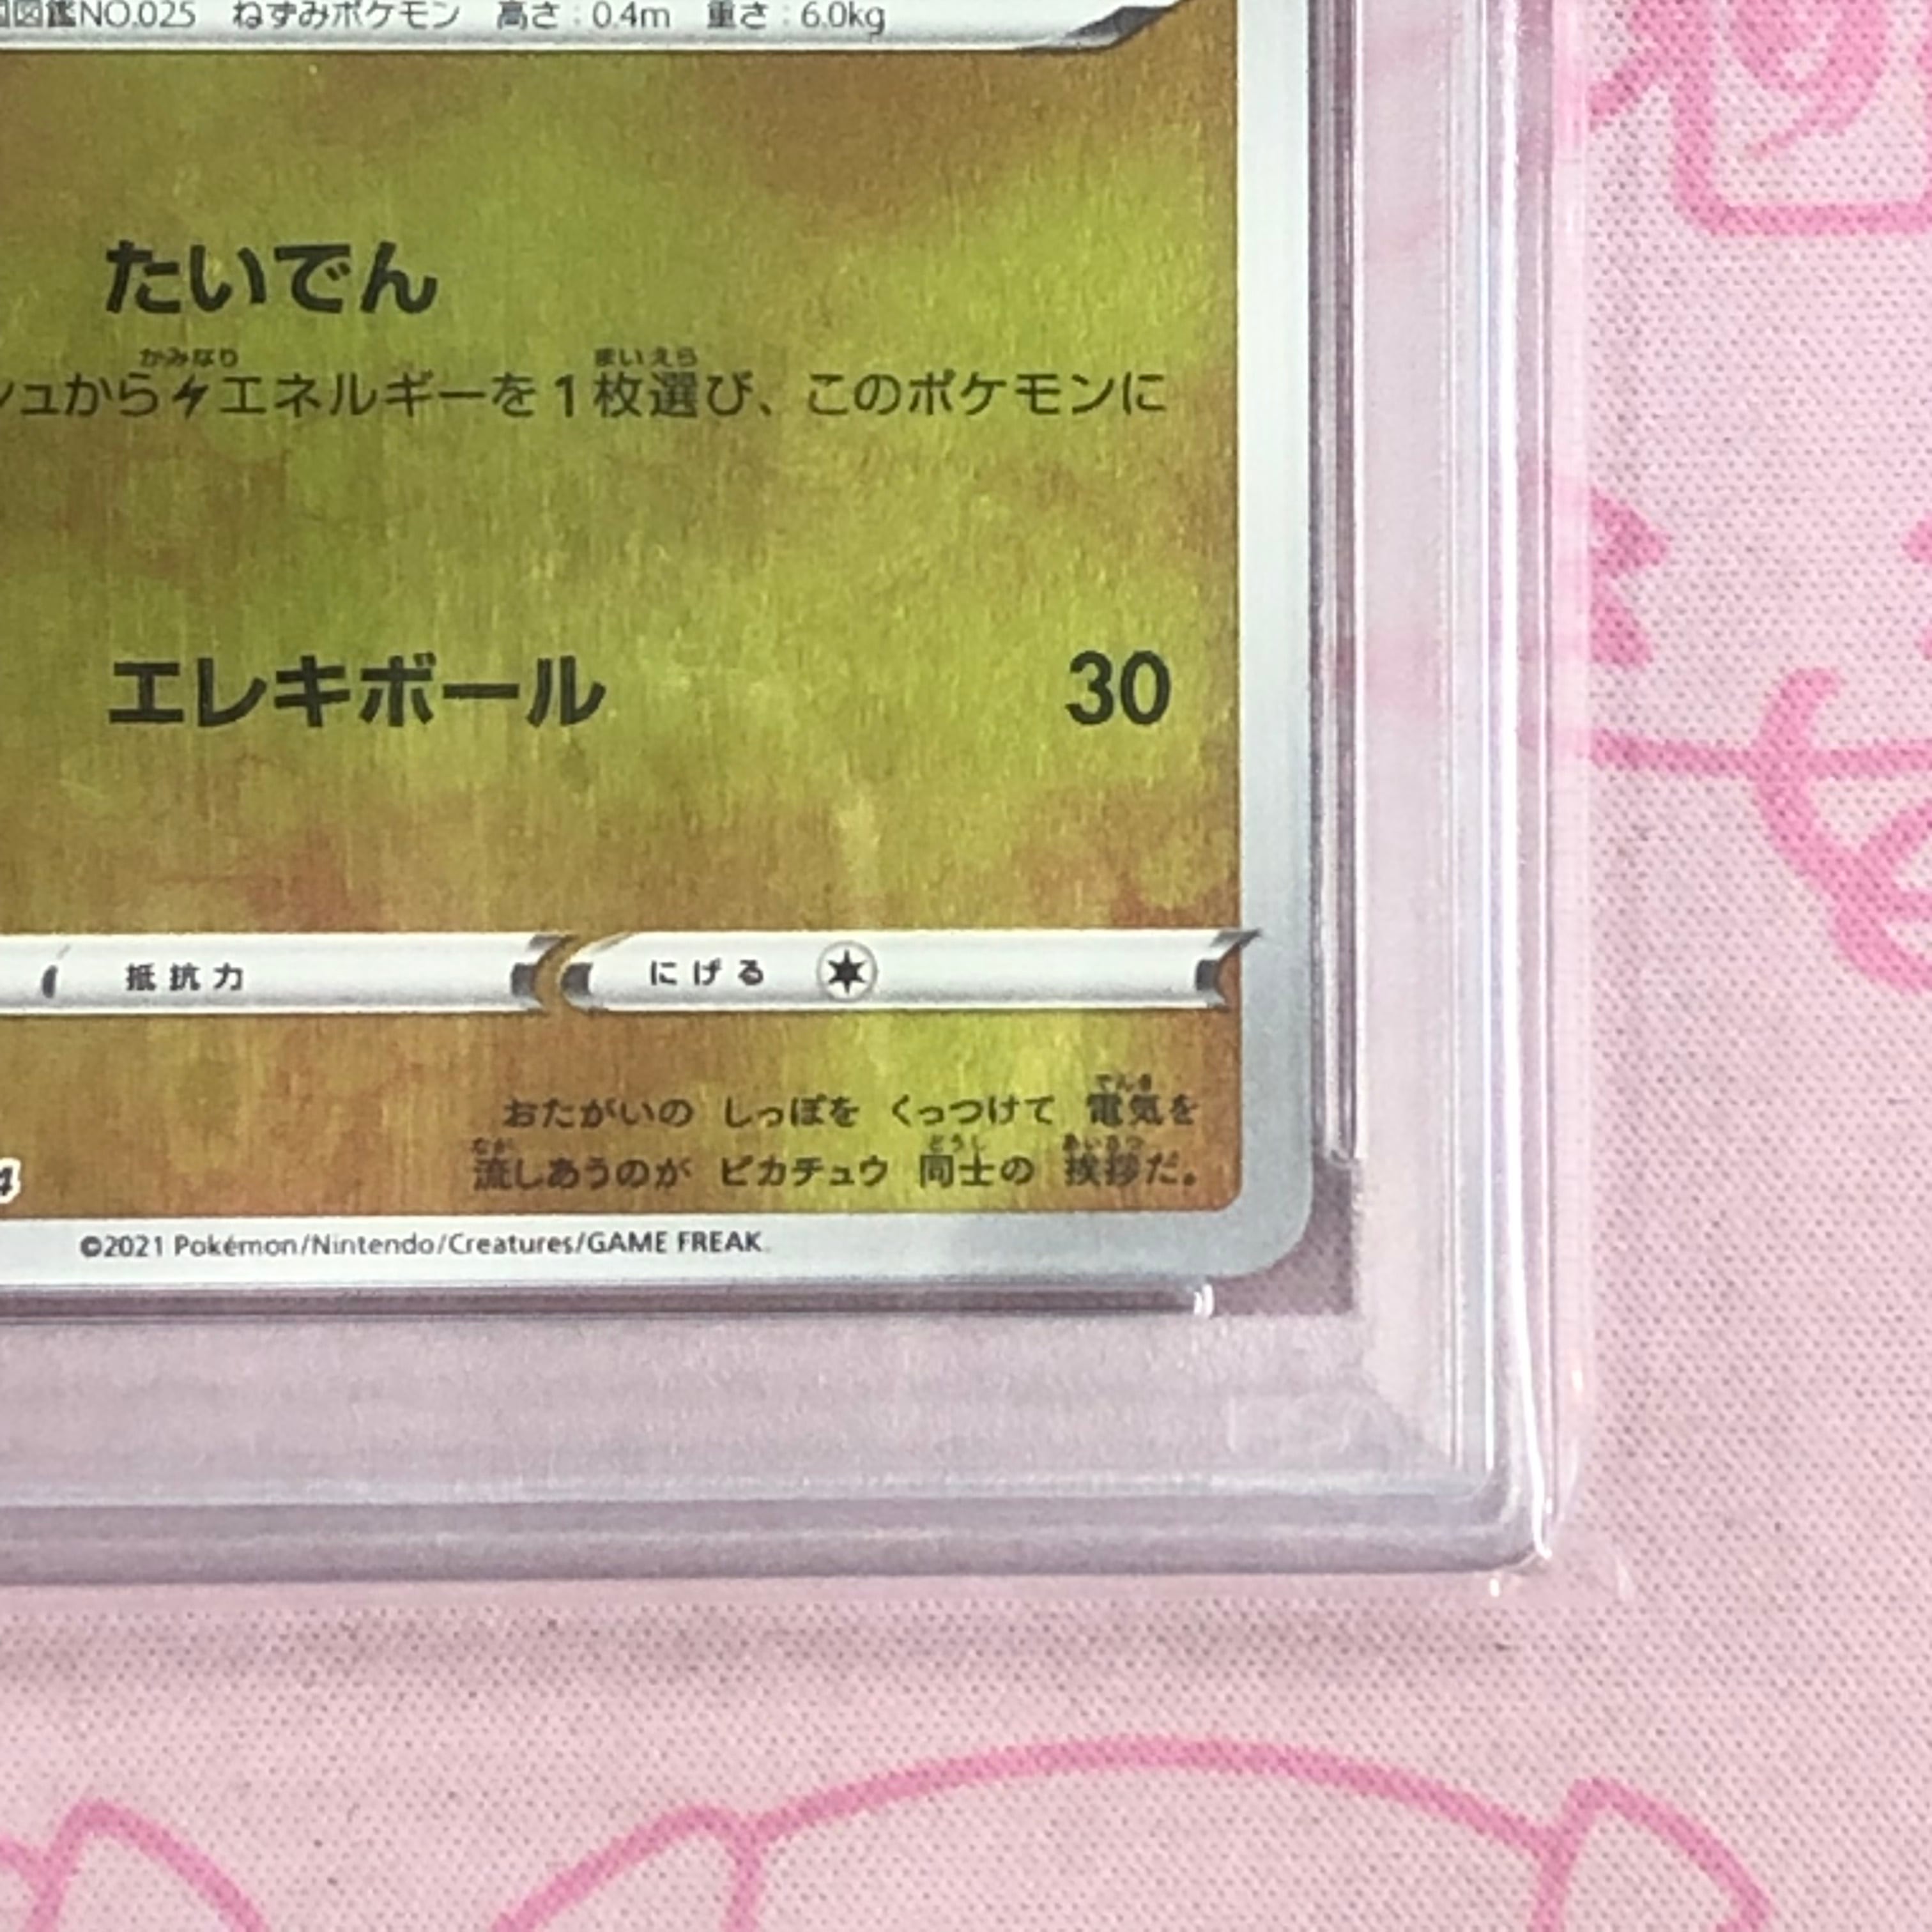 図鑑NO.025 ねずみポケモン 高さ：0.4m 重さ：6.0kg
たいでん
かみなり まいえら
シュからエネルギーを1枚選び、このポケモンに
エレキボール 30
抵抗力 にげる
でんき
おたがいの しっぽを くっつけて 電気を
なが どうし あいさつ
流しあうのが ピカチュウ 同士の 挨拶だ。
©2021 Pokémon/Nintendo/Creatures/GAME FREAK